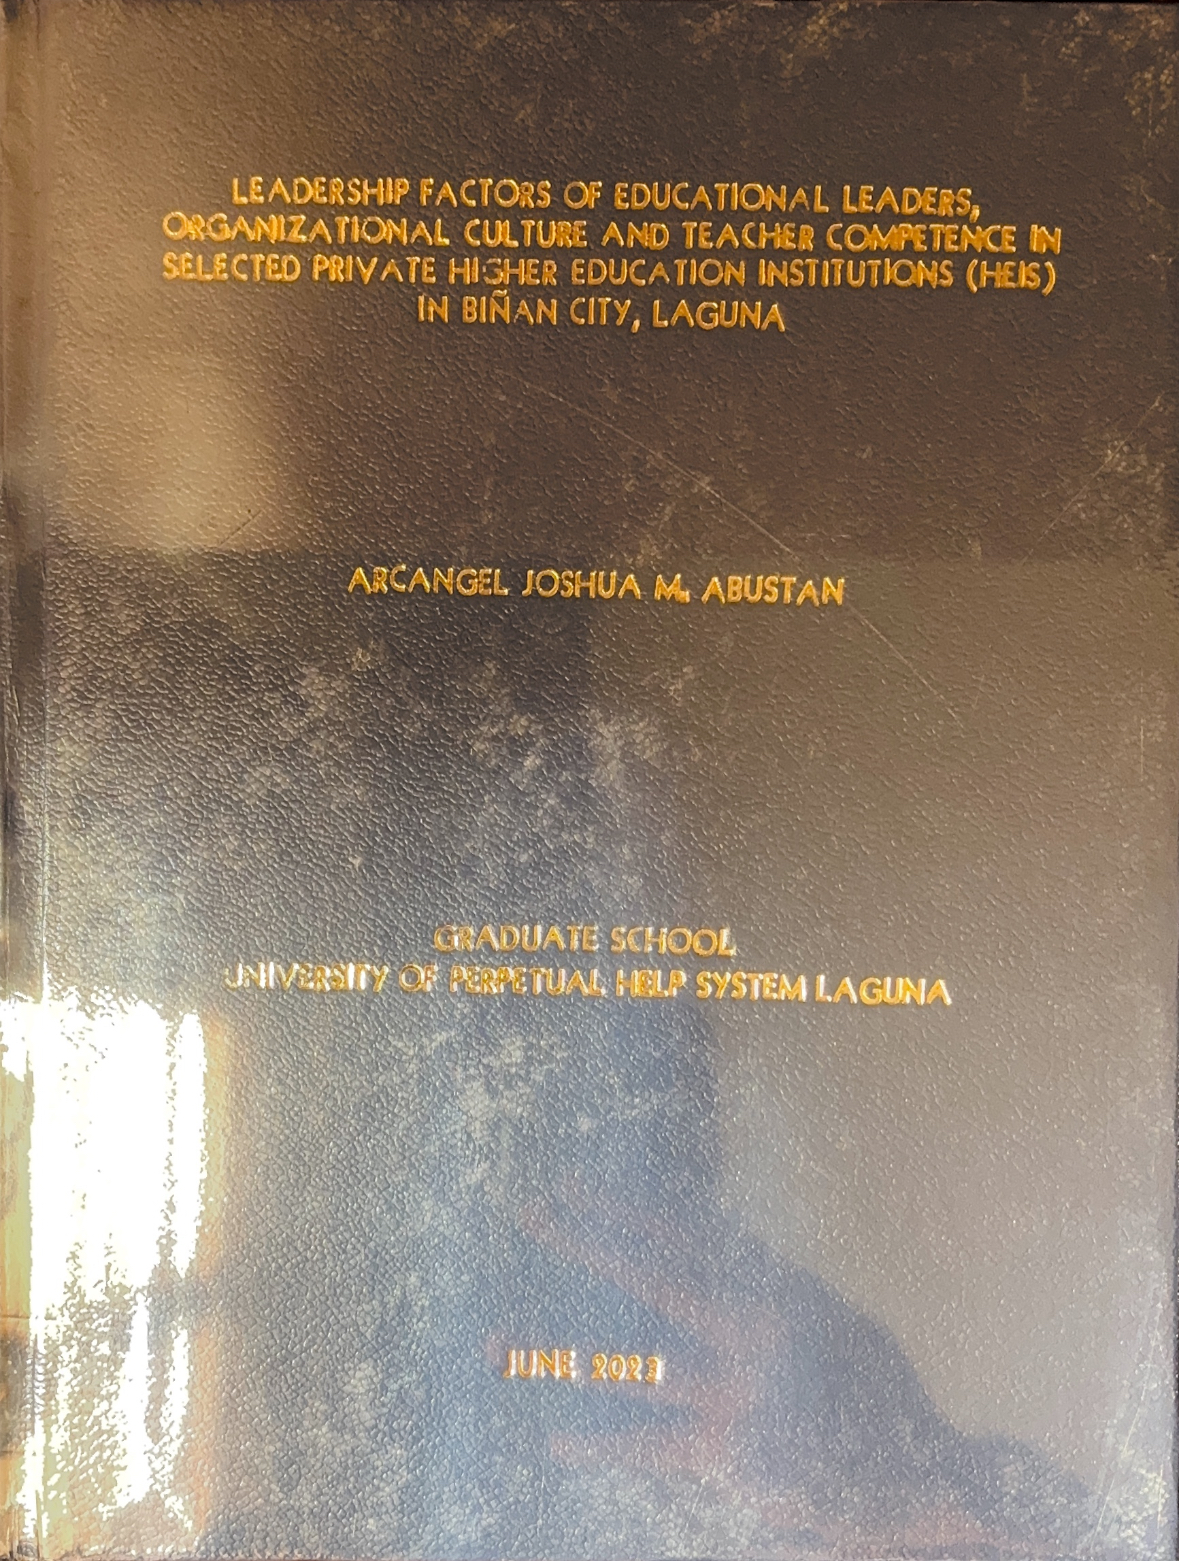 LEADERSHIP FACTORS OF EDUCATIONAL LEADERS,
ORGANIZATIONAL CULTURE AND TEACHER COMPETENCE IN
SELECTED PRIVATE HIGHER EDUCATION INSTITUTIONS (HEIS)
IN BIÑAN CITY, LAGUNA
ARCANGEL JOSHUA M. ABUSTAN
GRADUATE SCHOOL
UNIVERSITY OF PERPETUAL HELP SYSTEM LAGUNA
JUNE 2023